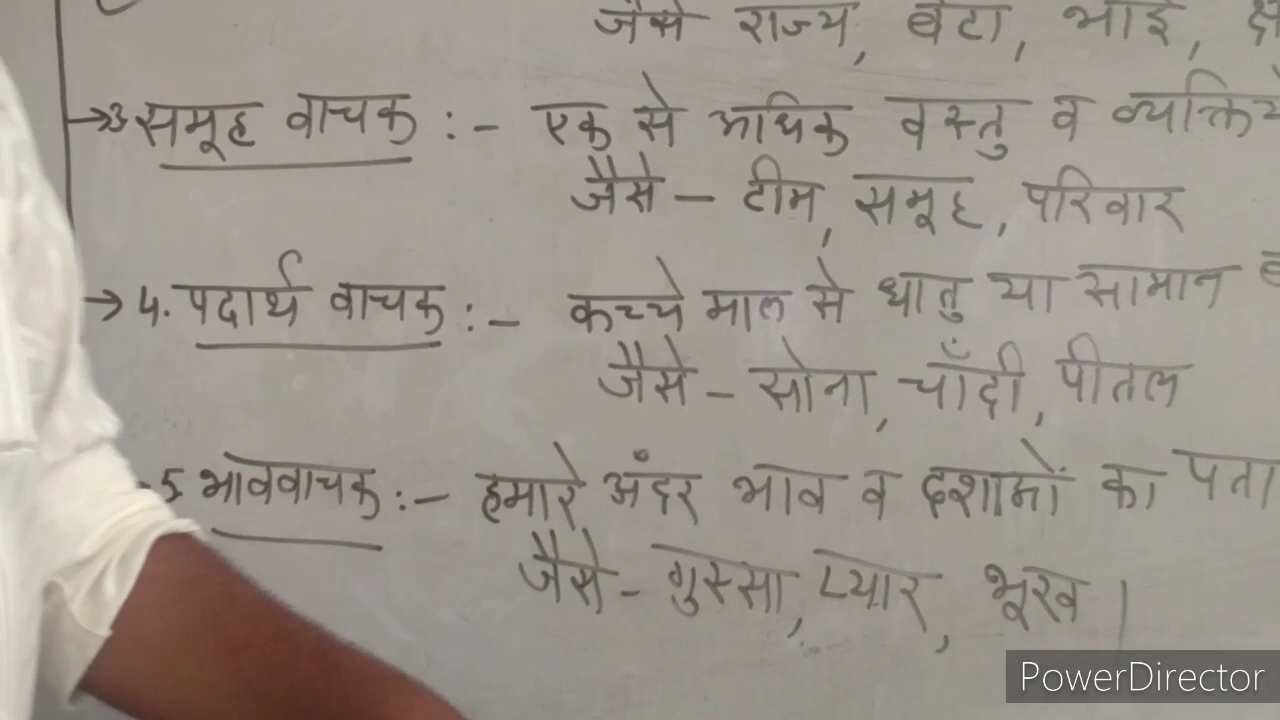 जैसे राज्य, बेटा, भाई,
→3 समूह वाचक :- एक से अधिक वस्तु व
जैसे - टीम, समूह, परिवार
→ 4. पदार्थ वाचक :- कच्चे माल से धातु या सामान
जैसे - सोना, चाँदी, पीतल
5 भाववाचक :- हमारे अंदर भाव व दशाओं का पता
जैसे - गुस्सा, प्यार, भूख ।
PowerDirector